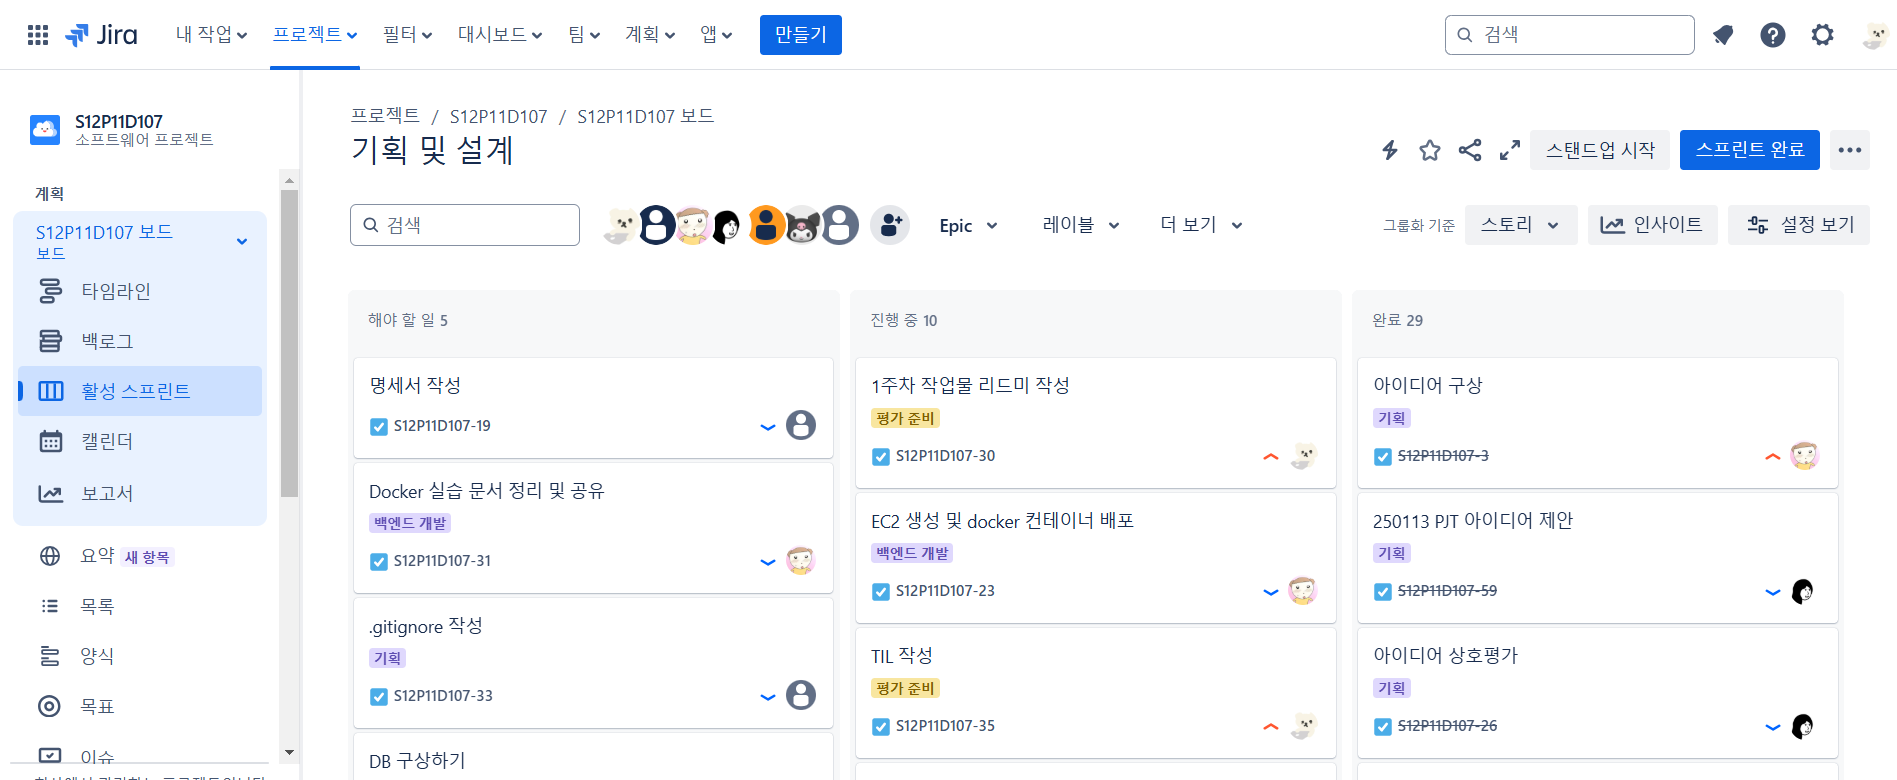 Jira 내 작업 프로젝트 필터 대시보드 팀 계획 앱 만들기 검색
S12P11D107
소프트웨어 프로젝트
계획
S12P11D107 보드
보드
타임라인
백로그
활성 스프린트
캘린더
보고서
요약 새 항목
목록
양식
목표
이슈
프로젝트 / S12P11D107 / S12P11D107 보드
기획 및 설계
스탠드업 시작 스프린트 완료
검색 Epic 레이블 더 보기 그룹화 기준 스토리 인사이트 설정 보기
해야 할 일 5
명세서 작성
S12P11D107-19
Docker 실습 문서 정리 및 공유
백엔드 개발
S12P11D107-31
.gitignore 작성
기획
S12P11D107-33
DB 구상하기
진행 중 10
1주차 작업물 리드미 작성
평가 준비
S12P11D107-30
EC2 생성 및 docker 컨테이너 배포
백엔드 개발
S12P11D107-23
TIL 작성
평가 준비
S12P11D107-35
완료 29
아이디어 구상
기획
S12P11D107-3
250113 PJT 아이디어 제안
기획
S12P11D107-59
아이디어 상호평가
기획
S12P11D107-26